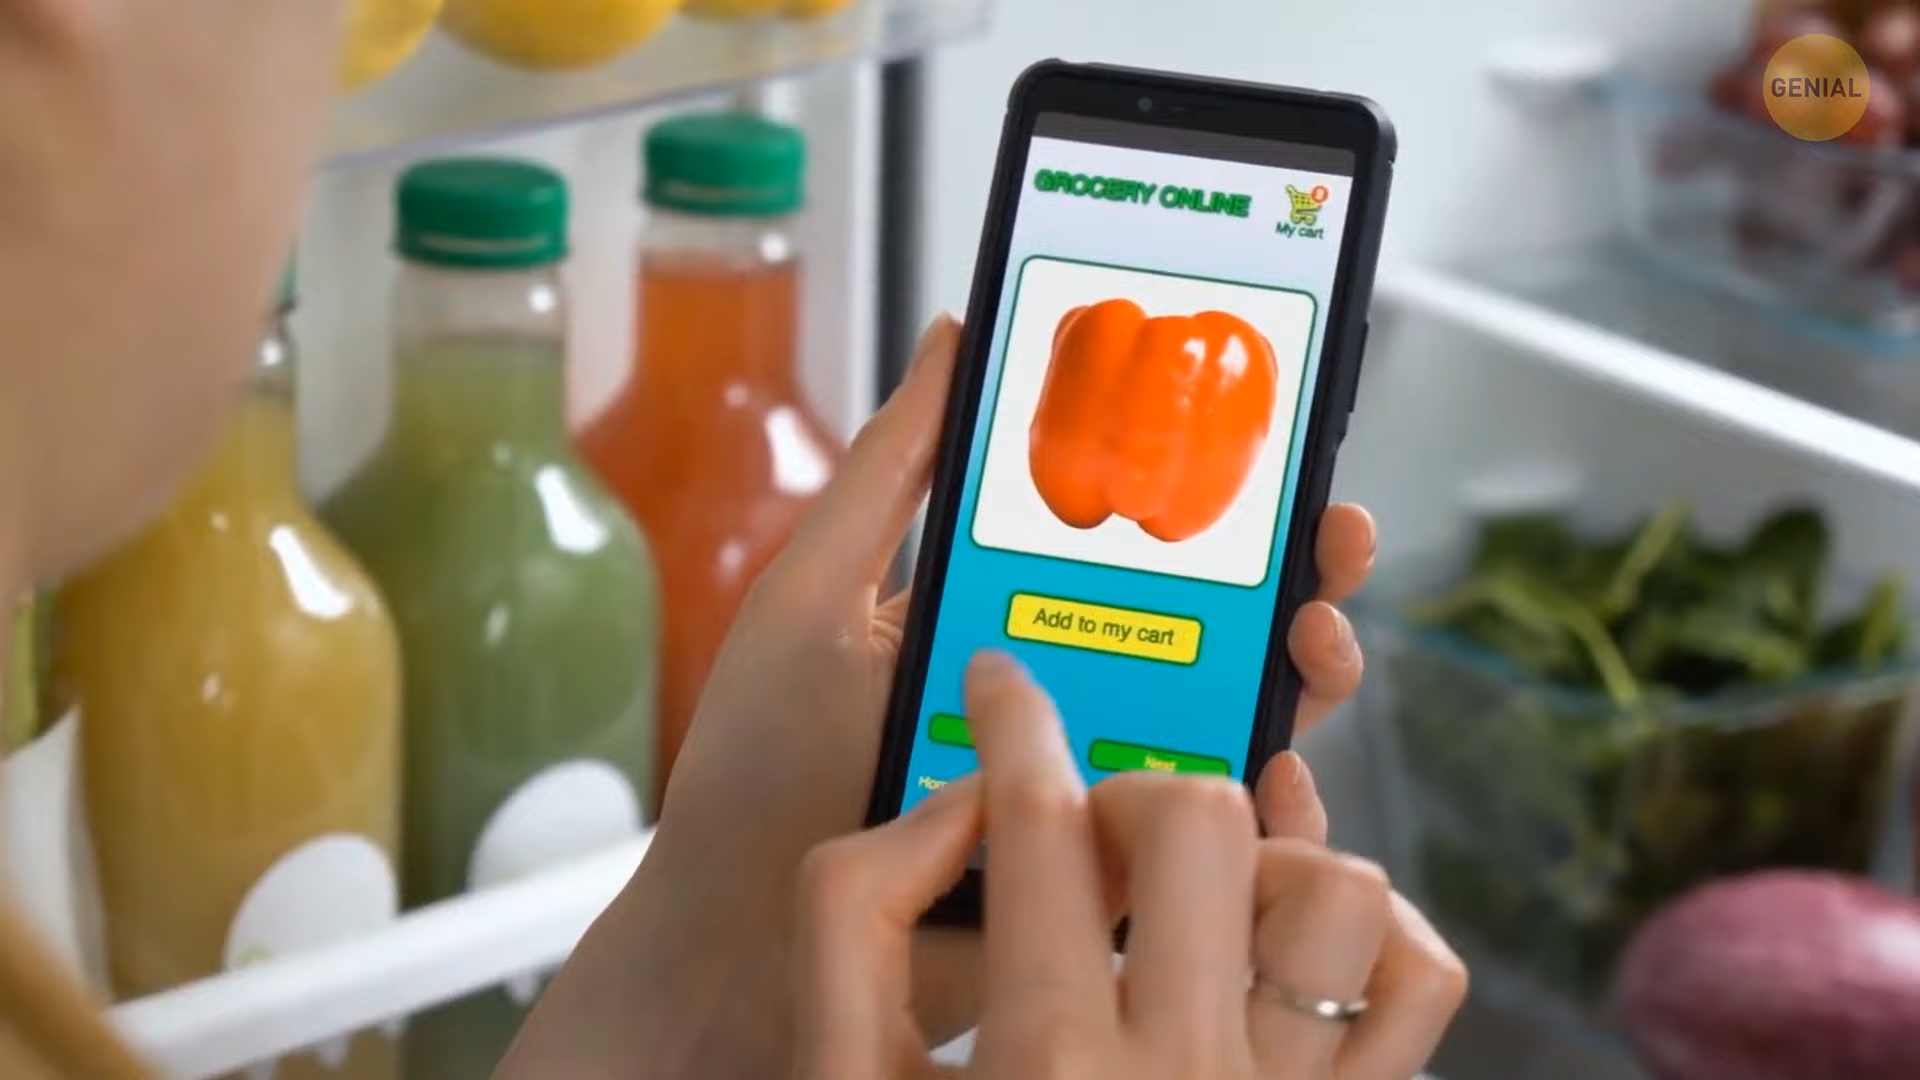 GENIAL
GROCERY ONLINE
My cart
Add to my cart
Next